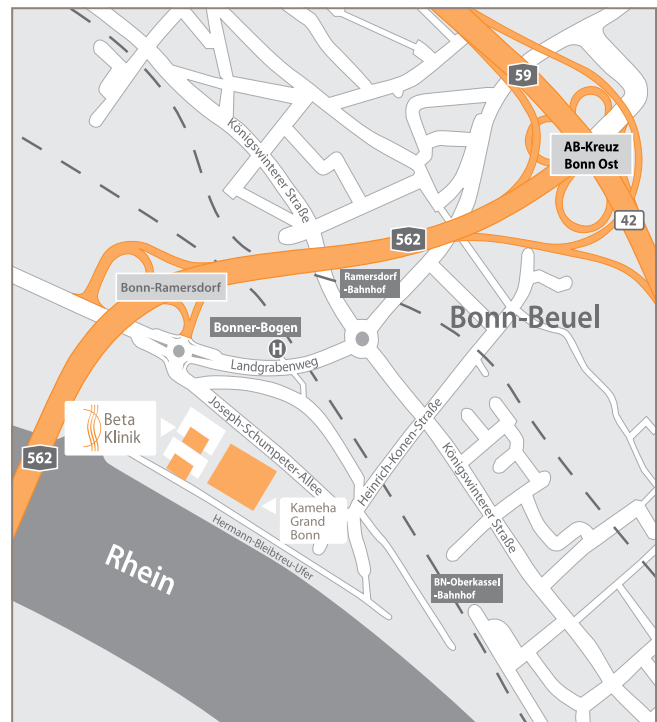 59
AB-Kreuz
Bonn Ost
Königswinterer Straße
42
562
Ramersdorf
-Bahnhof
Bonn-Ramersdorf
Bonn-Beuel
Bonner-Bogen
H
Landgrabenweg
Joseph-Schumpeter-Allee
Beta
Klinik
Heinrich-Konen-Straße
Königswinterer Straße
562
Kameha
Grand
Bonn
Hermann-Bleibtreu-Ufer
Rhein
BN-Oberkassel
-Bahnhof